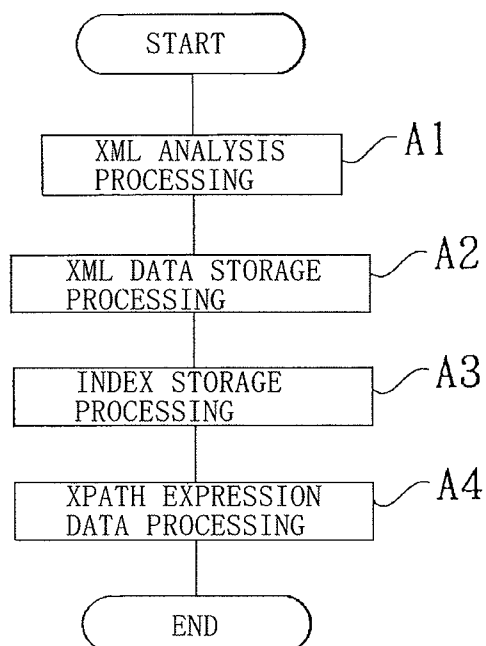 START
XML ANALYSIS
PROCESSING
A1
XML DATA STORAGE
PROCESSING
A2
INDEX STORAGE
PROCESSING
A3
XPATH EXPRESSION
DATA PROCESSING
A4
END